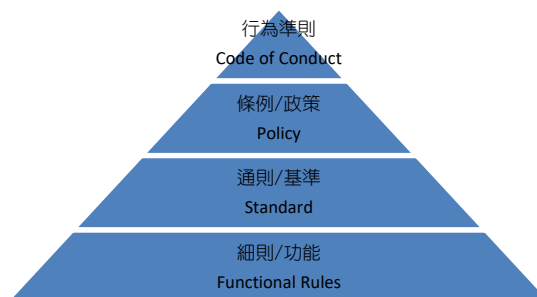 行為準則
Code of Conduct
條例/政策
Policy
通則/基準
Standard
細則/功能
Functional Rules